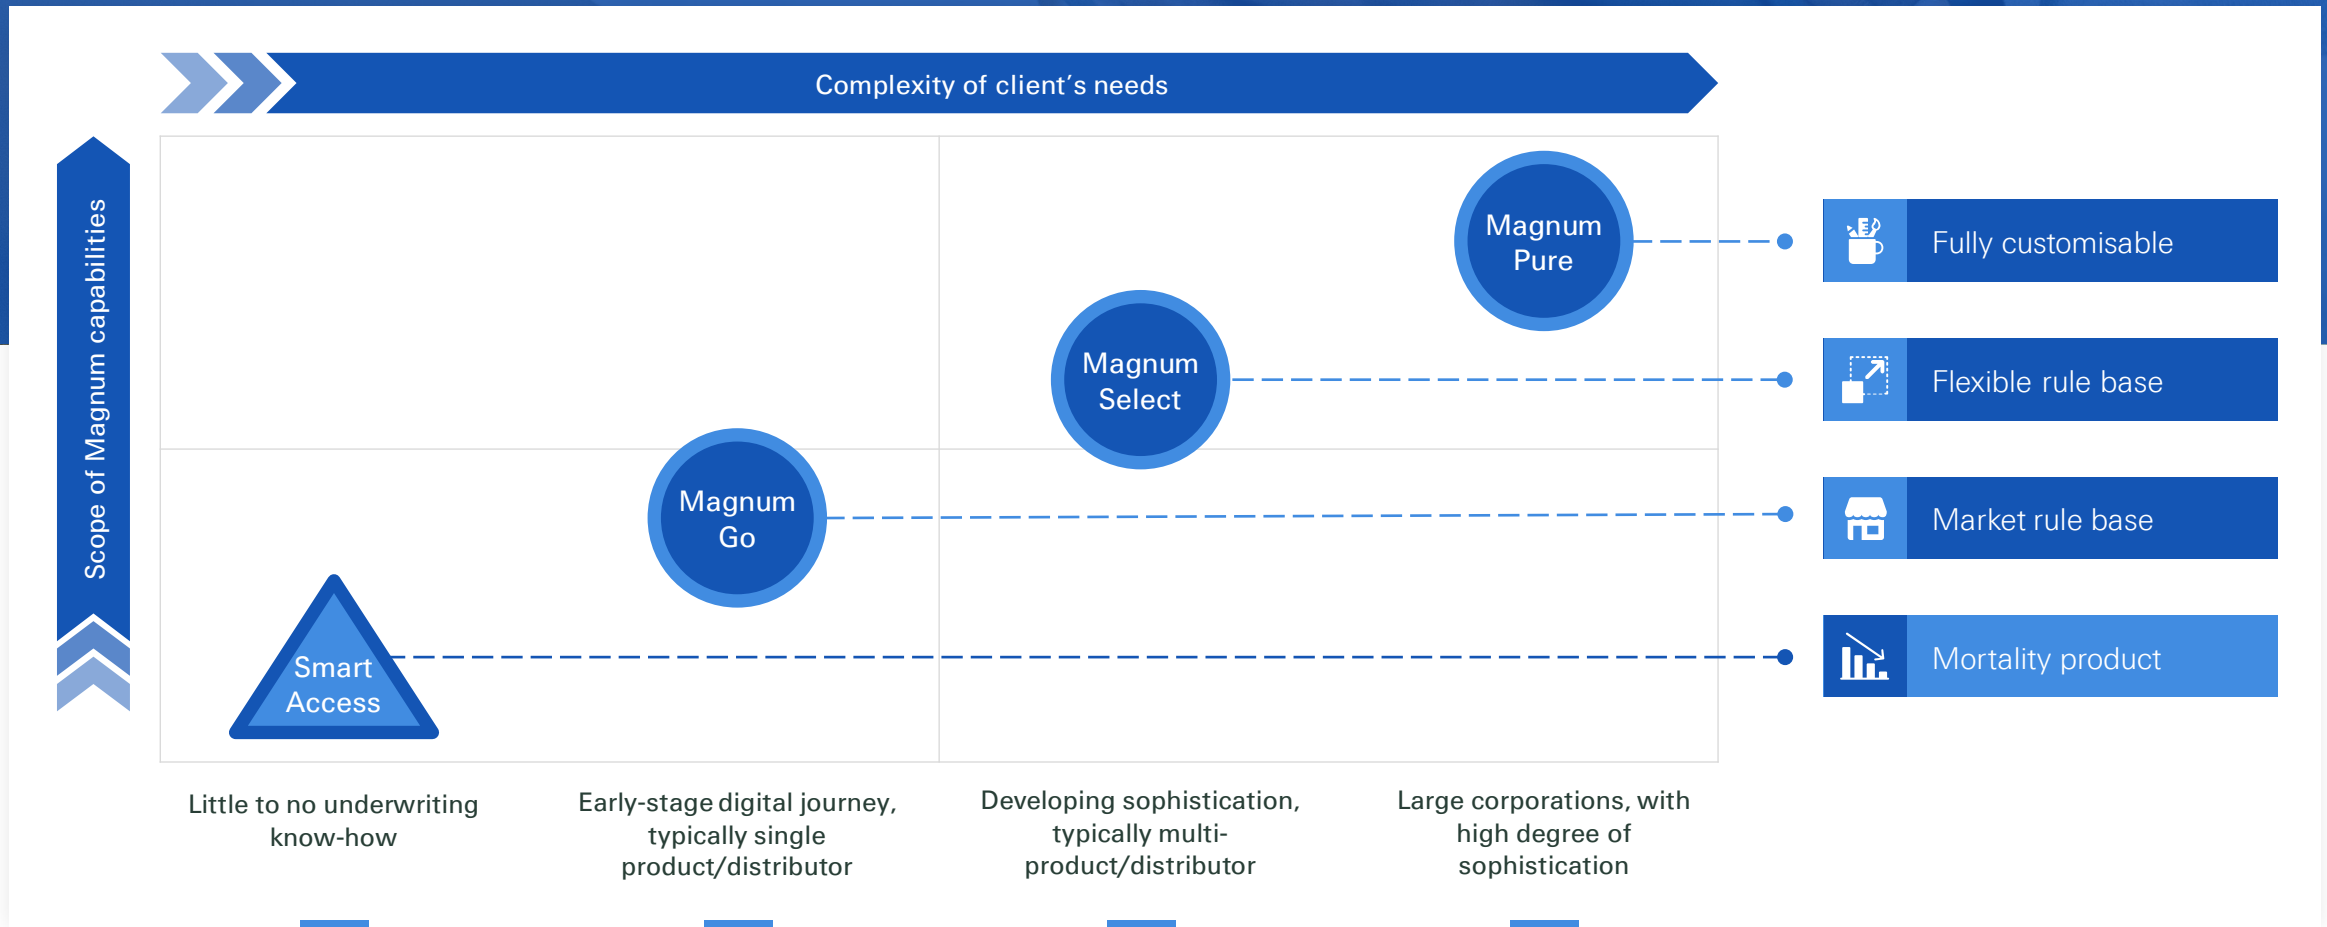 Complexity of client's needs
Scope of Magnum capabilities
Magnum
Pure
Fully customisable
Magnum
Select
Flexible rule base
Magnum
Go
Market rule base
Smart
Access
Mortality product
Little to no underwriting
know-how
Early-stage digital journey,
typically single
product/distributor
Developing sophistication,
typically multi-
product/distributor
Large corporations, with
high degree of
sophistication